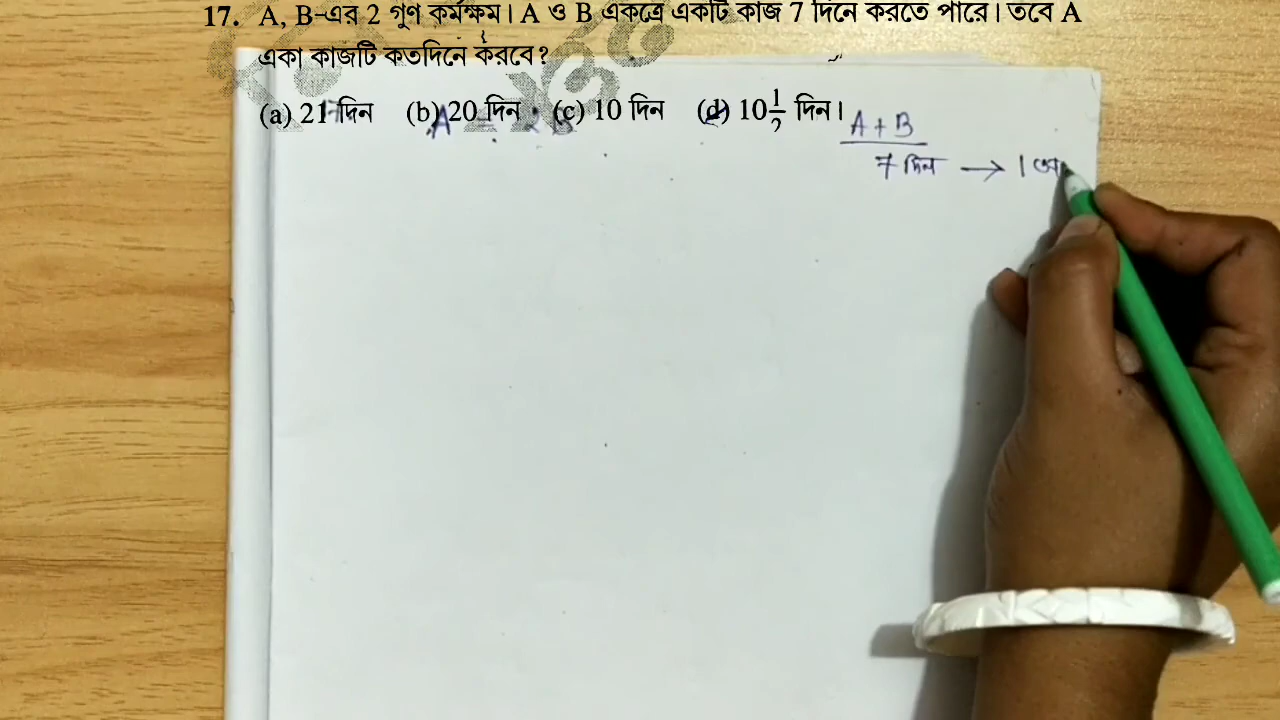 17. A, B-এর 2 গুণ কর্মক্ষম। A ও B একত্রে একটি কাজ 7 দিনে করতে পারে। তবে A
একা কাজটি কতদিনে করবে?
(a) 21 দিন (b) 20 দিন (c) 10 দিন (d) 10 1/2 দিন।
A + B
7 দিন → 1